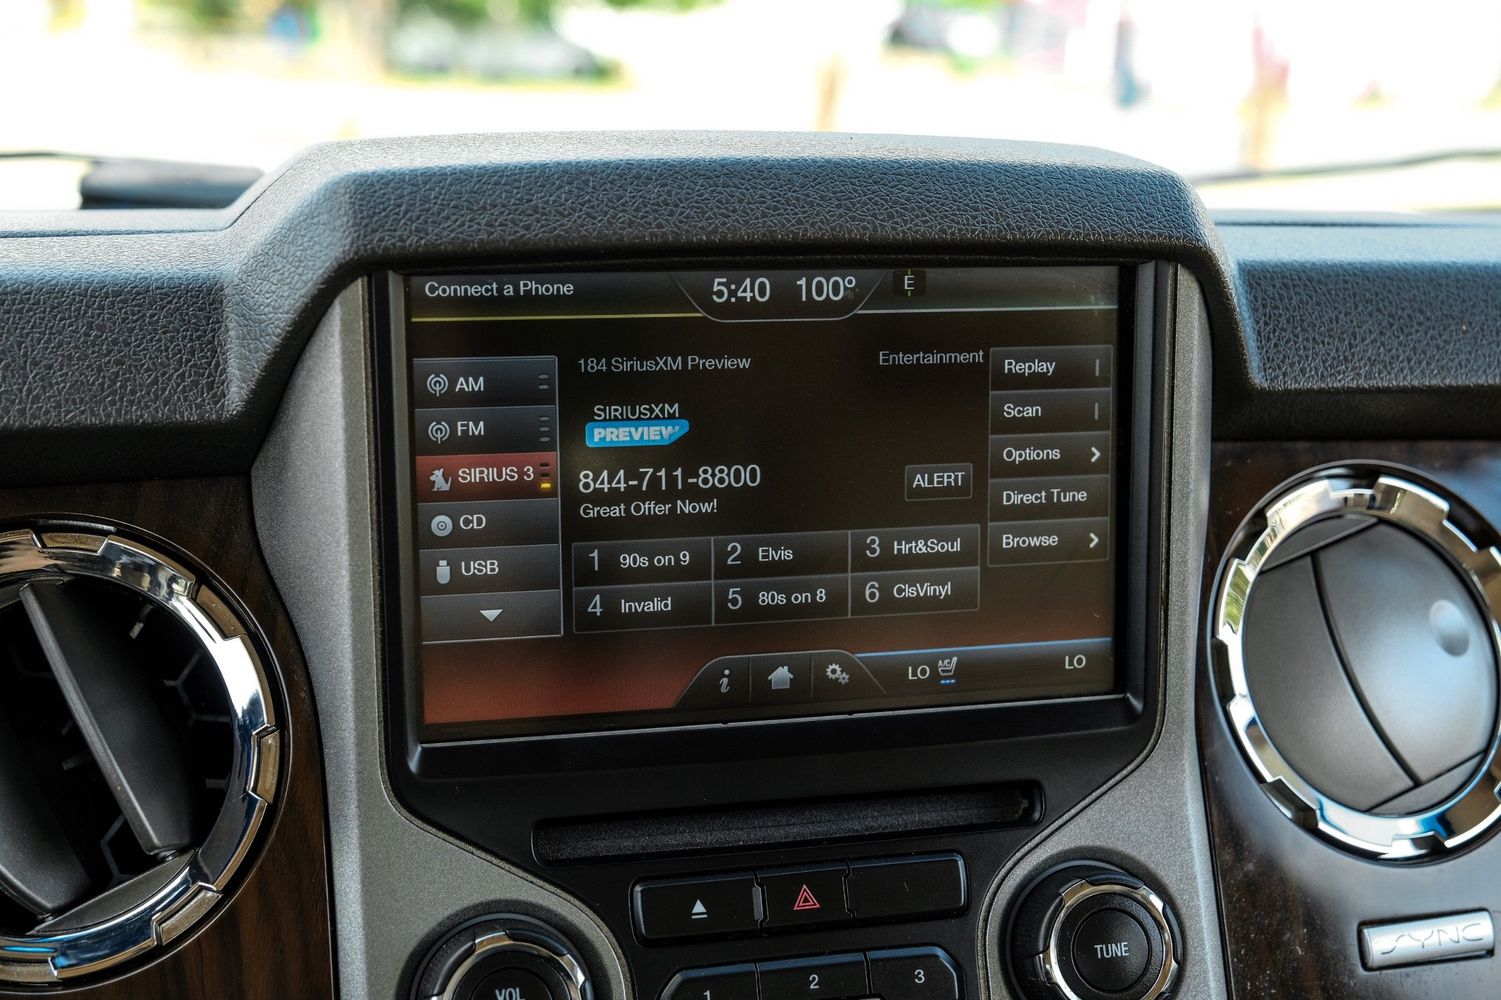 Connect a Phone
5:40 100° E
AM
FM
SIRIUS 3
CD
USB
184 SiriusXM Preview
Entertainment
SIRIUSXM
PREVIEW
844-711-8800
Great Offer Now!
ALERT
1 90s on 9
2 Elvis
3 Hrt&Soul
4 Invalid
5 80s on 8
6 ClsVinyl
Replay
Scan
Options
Direct Tune
Browse
i
LO A/C
LO
VOL
1
2
3
TUNE
SYNC